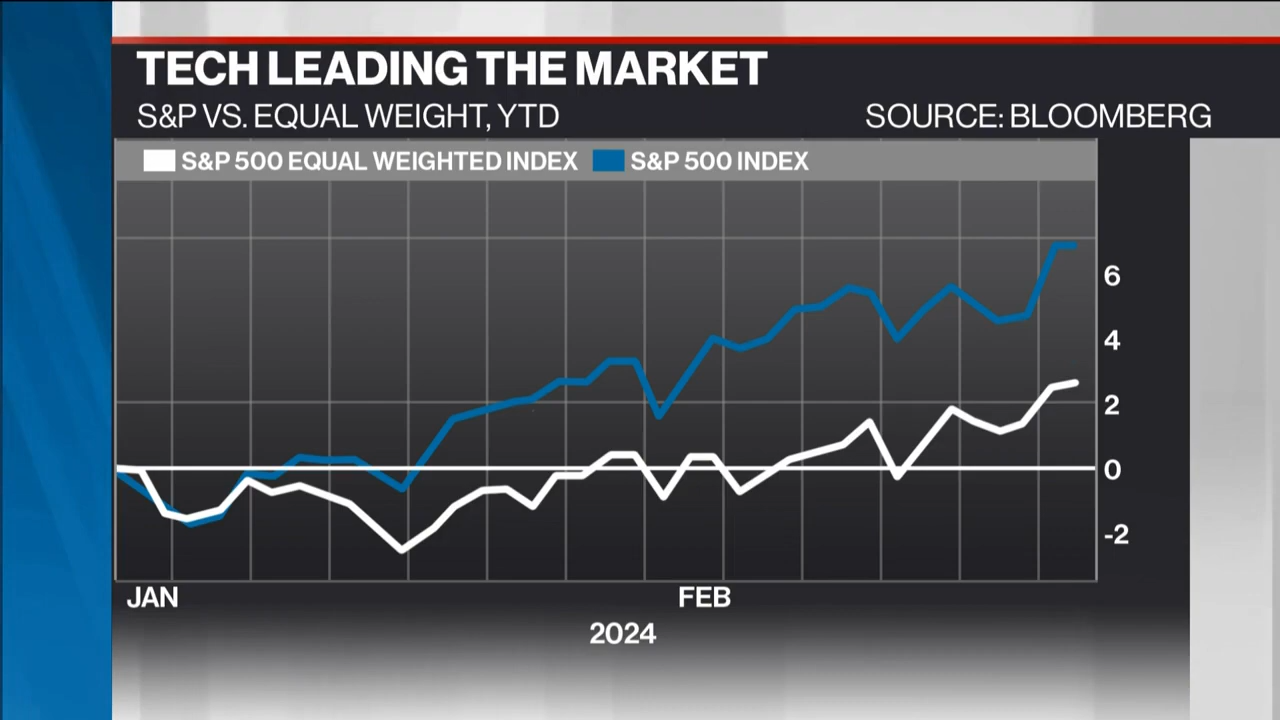 TECH LEADING THE MARKET
S&P VS. EQUAL WEIGHT, YTD
SOURCE: BLOOMBERG
S&P 500 EQUAL WEIGHTED INDEX
S&P 500 INDEX
6
4
2
0
-2
JAN
FEB
2024